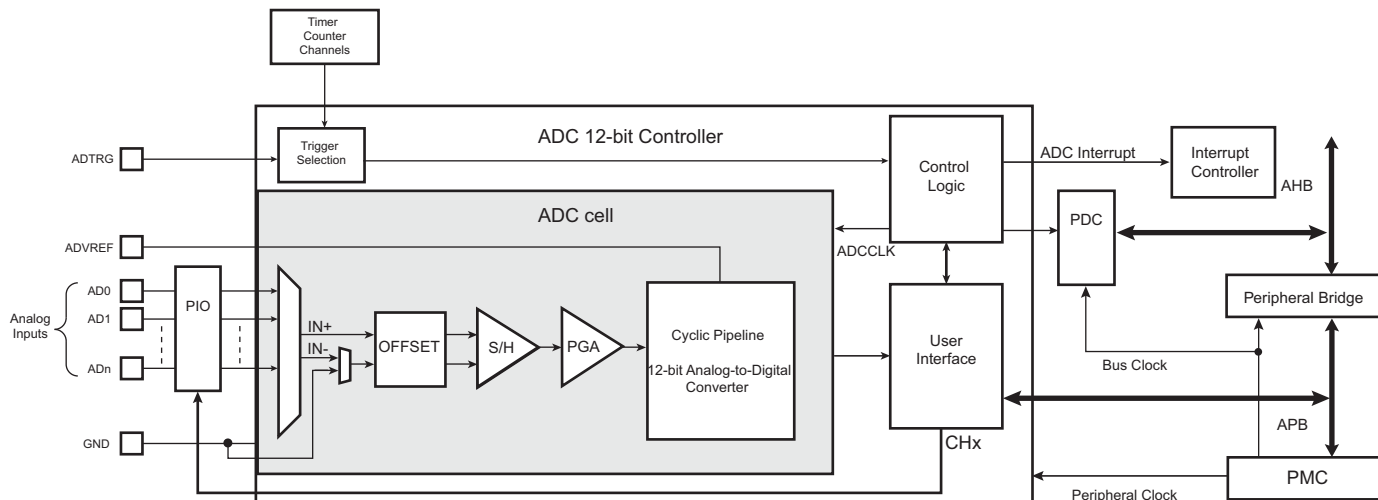 Timer
Counter
Channels
ADC 12-bit Controller
ADTRG
Trigger
Selection
Control
Logic
ADC Interrupt
Interrupt
Controller
AHB
PDC
ADC cell
ADVREF
ADCCLK
Analog
Inputs
AD0
AD1
ADn
PIO
IN+
IN-
OFFSET
S/H
PGA
Cyclic Pipeline
12-bit Analog-to-Digital
Converter
User
Interface
Peripheral Bridge
Bus Clock
APB
GND
CHx
PMC
Peripheral Clock